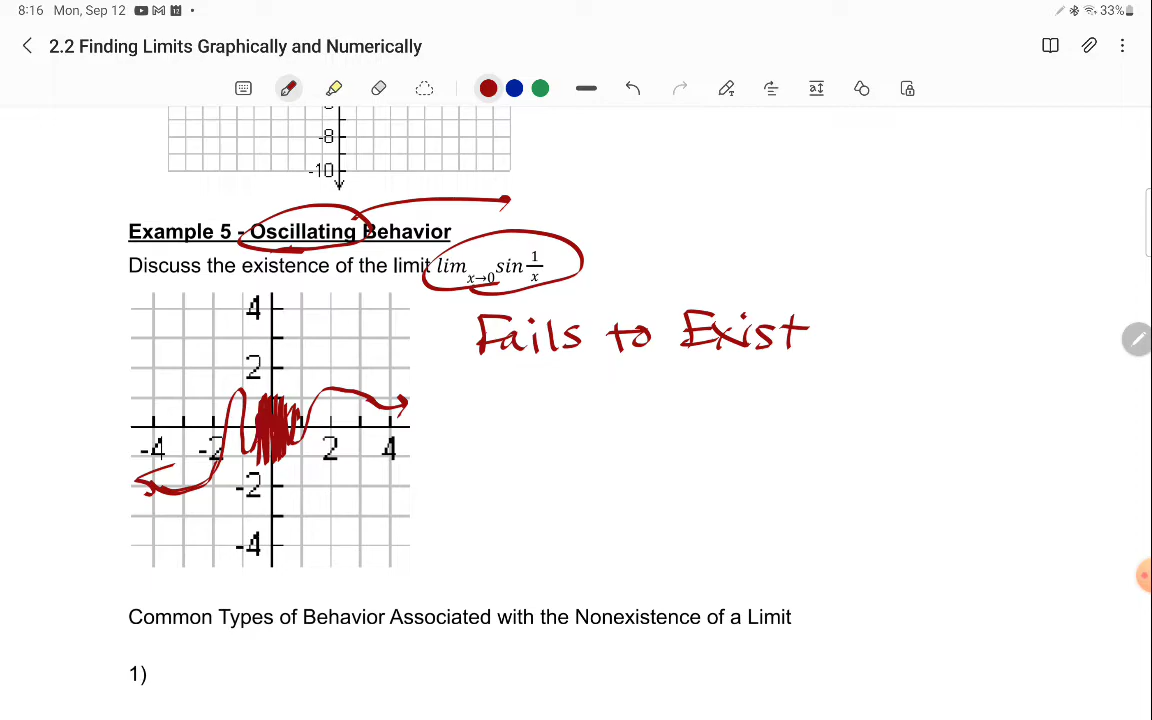 8:16 Mon, Sep 12
33%
2.2 Finding Limits Graphically and Numerically
-8
-10
Example 5 - Oscillating Behavior
Discuss the existence of the limit lim x→0 sin 1/x
Fails to Exist
4
2
-4 -2 2 4
-2
-4
Common Types of Behavior Associated with the Nonexistence of a Limit
1)